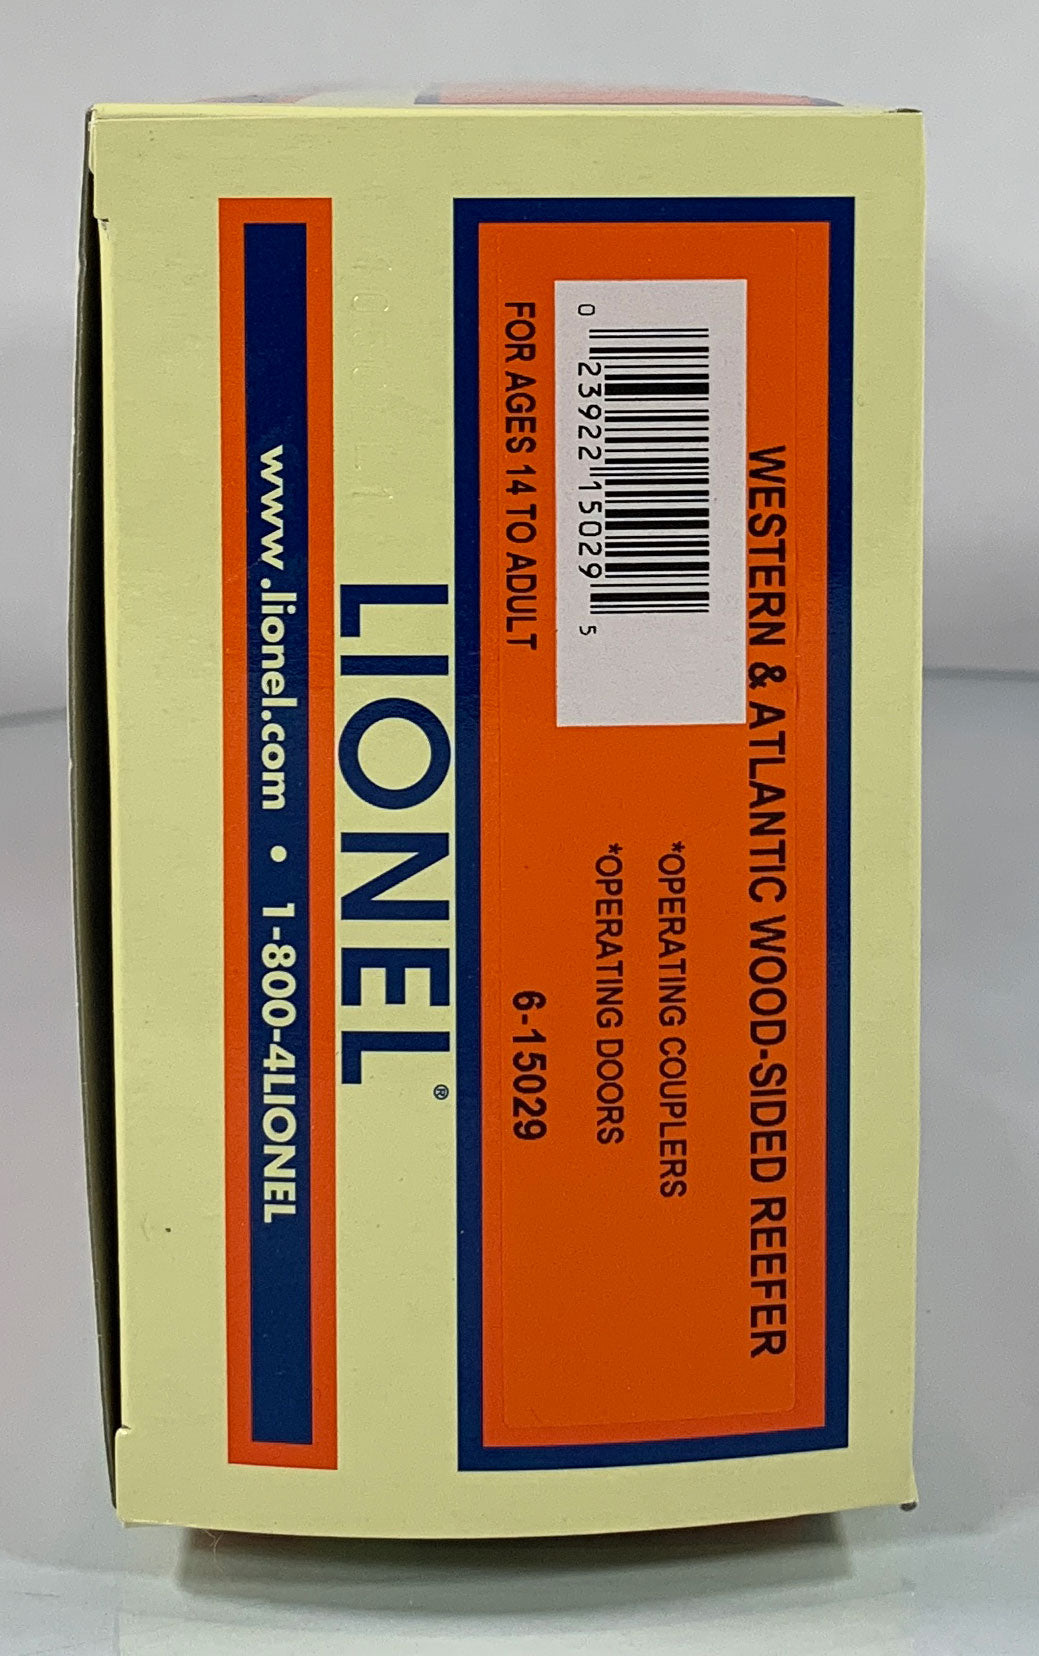 WESTERN & ATLANTIC WOOD-SIDED REEFER
*OPERATING COUPLERS
*OPERATING DOORS
0 23922 15029 5
FOR AGES 14 TO ADULT 6-15029
LIONEL®
www.lionel.com • 1-800-4LIONEL